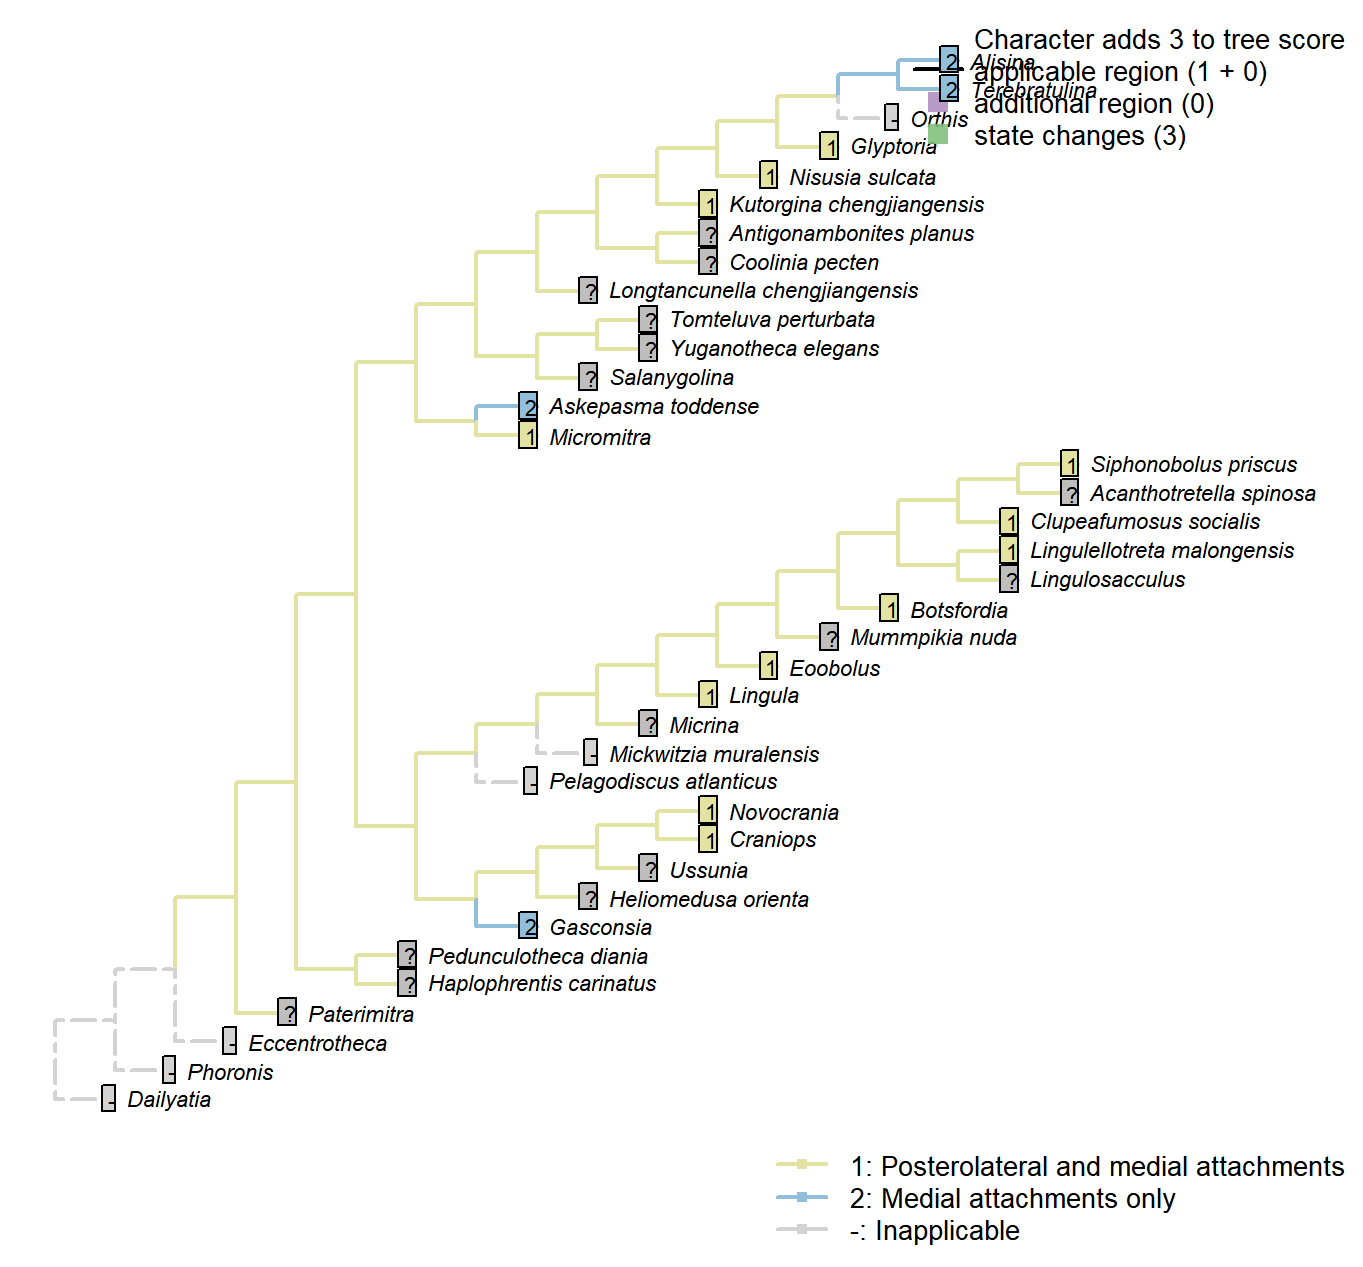 Character adds 3 to tree score
2 Alisina
applicable region (1 + 0)
2 Terebratulina
additional region (0)
- Orthis
state changes (3)
1 Glyptoria
1 Nisusia sulcata
1 Kutorgina chengjiangensis
? Antigonambonites planus
? Coolinia pecten
? Longtancunella chengjiangensis
? Tomteluva perturbata
? Yuganotheca elegans
? Salanygolina
2 Askepasma toddense
1 Micromitra
1 Siphonobolus priscus
? Acanthotretella spinosa
1 Clupeafumosus socialis
1 Lingulellotreta malongensis
? Lingulosacculus
1 Botsfordia
? Mummpikia nuda
1 Eoobolus
1 Lingula
? Micrina
- Mickwitzia muralensis
- Pelagodiscus atlanticus
1 Novocrania
1 Craniops
? Ussunia
? Heliomedusa orienta
2 Gasconsia
? Pedunculotheca diania
? Haplophrentis carinatus
? Paterimitra
- Eccentrotheca
- Phoronis
- Dailyatia
1: Posterolateral and medial attachments
2: Medial attachments only
-: Inapplicable